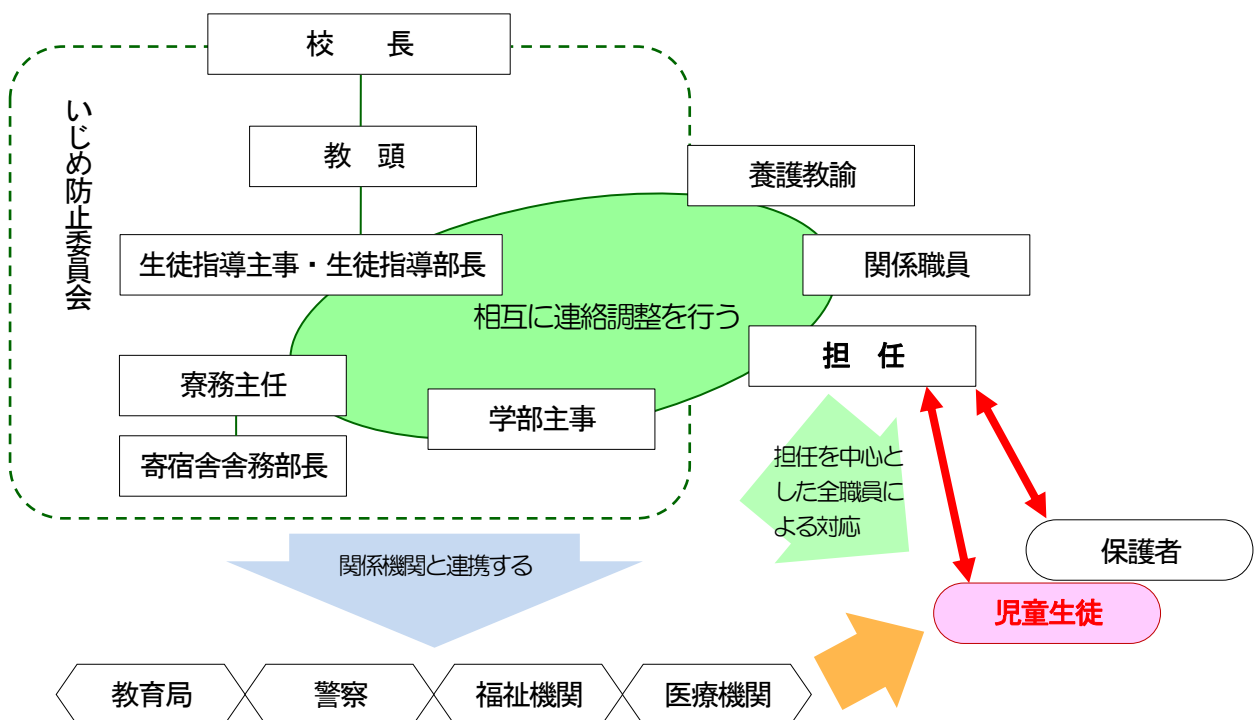 校　　長
いじめ防止委員会
教　頭
養護教諭
生徒指導主事・生徒指導部長
関係職員
相互に連絡調整を行う
担　任
寮務主任
学部主事
寄宿舎舎務部長
担任を中心と
した全職員に
よる対応
保護者
関係機関と連携する
児童生徒
教育局
警察
福祉機関
医療機関